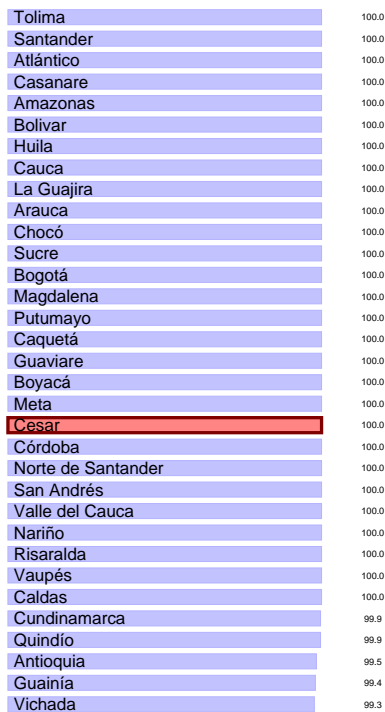 Tolima 100.0
Santander 100.0
Atlántico 100.0
Casanare 100.0
Amazonas 100.0
Bolivar 100.0
Huila 100.0
Cauca 100.0
La Guajira 100.0
Arauca 100.0
Chocó 100.0
Sucre 100.0
Bogotá 100.0
Magdalena 100.0
Putumayo 100.0
Caquetá 100.0
Guaviare 100.0
Boyacá 100.0
Meta 100.0
Cesar 100.0
Córdoba 100.0
Norte de Santander 100.0
San Andrés 100.0
Valle del Cauca 100.0
Nariño 100.0
Risaralda 100.0
Vaupés 100.0
Caldas 100.0
Cundinamarca 99.9
Quindío 99.9
Antioquia 99.5
Guainía 99.4
Vichada 99.3